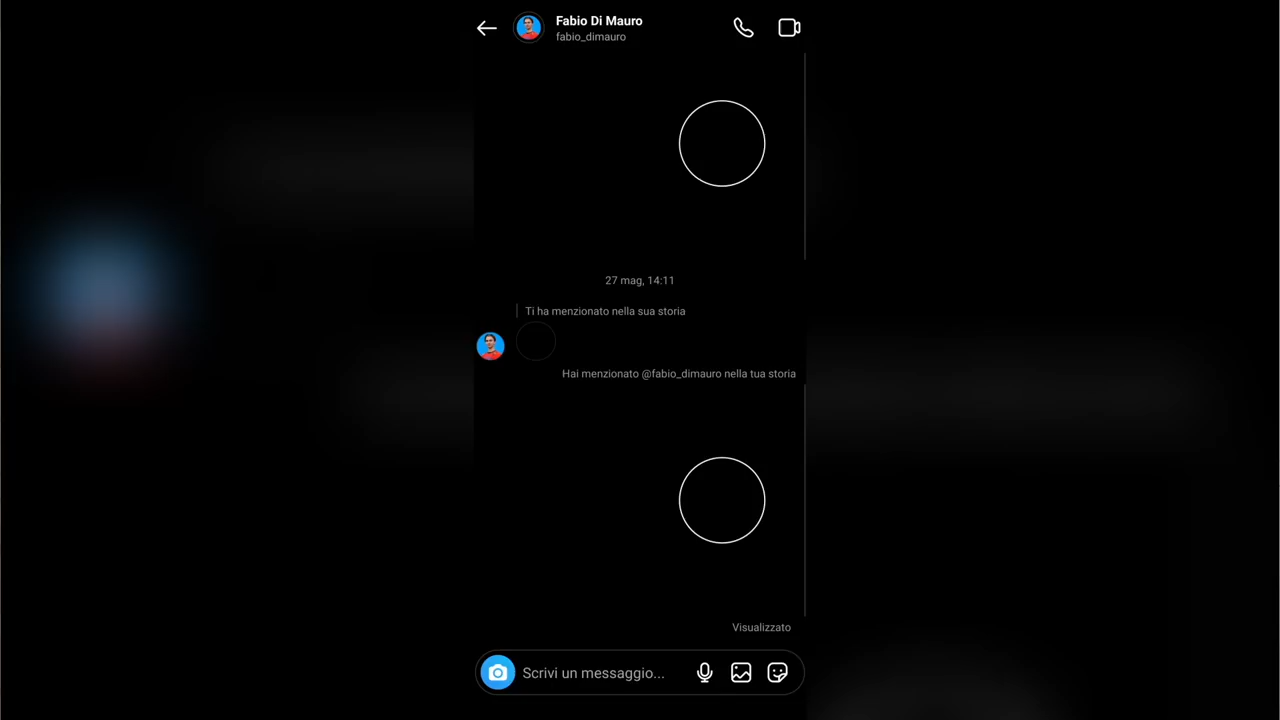 Fabio Di Mauro
fabio_dimauro
27 mag, 14:11
Ti ha menzionato nella sua storia
Hai menzionato @fabio_dimauro nella tua storia
Visualizzato
Scrivi un messaggio...